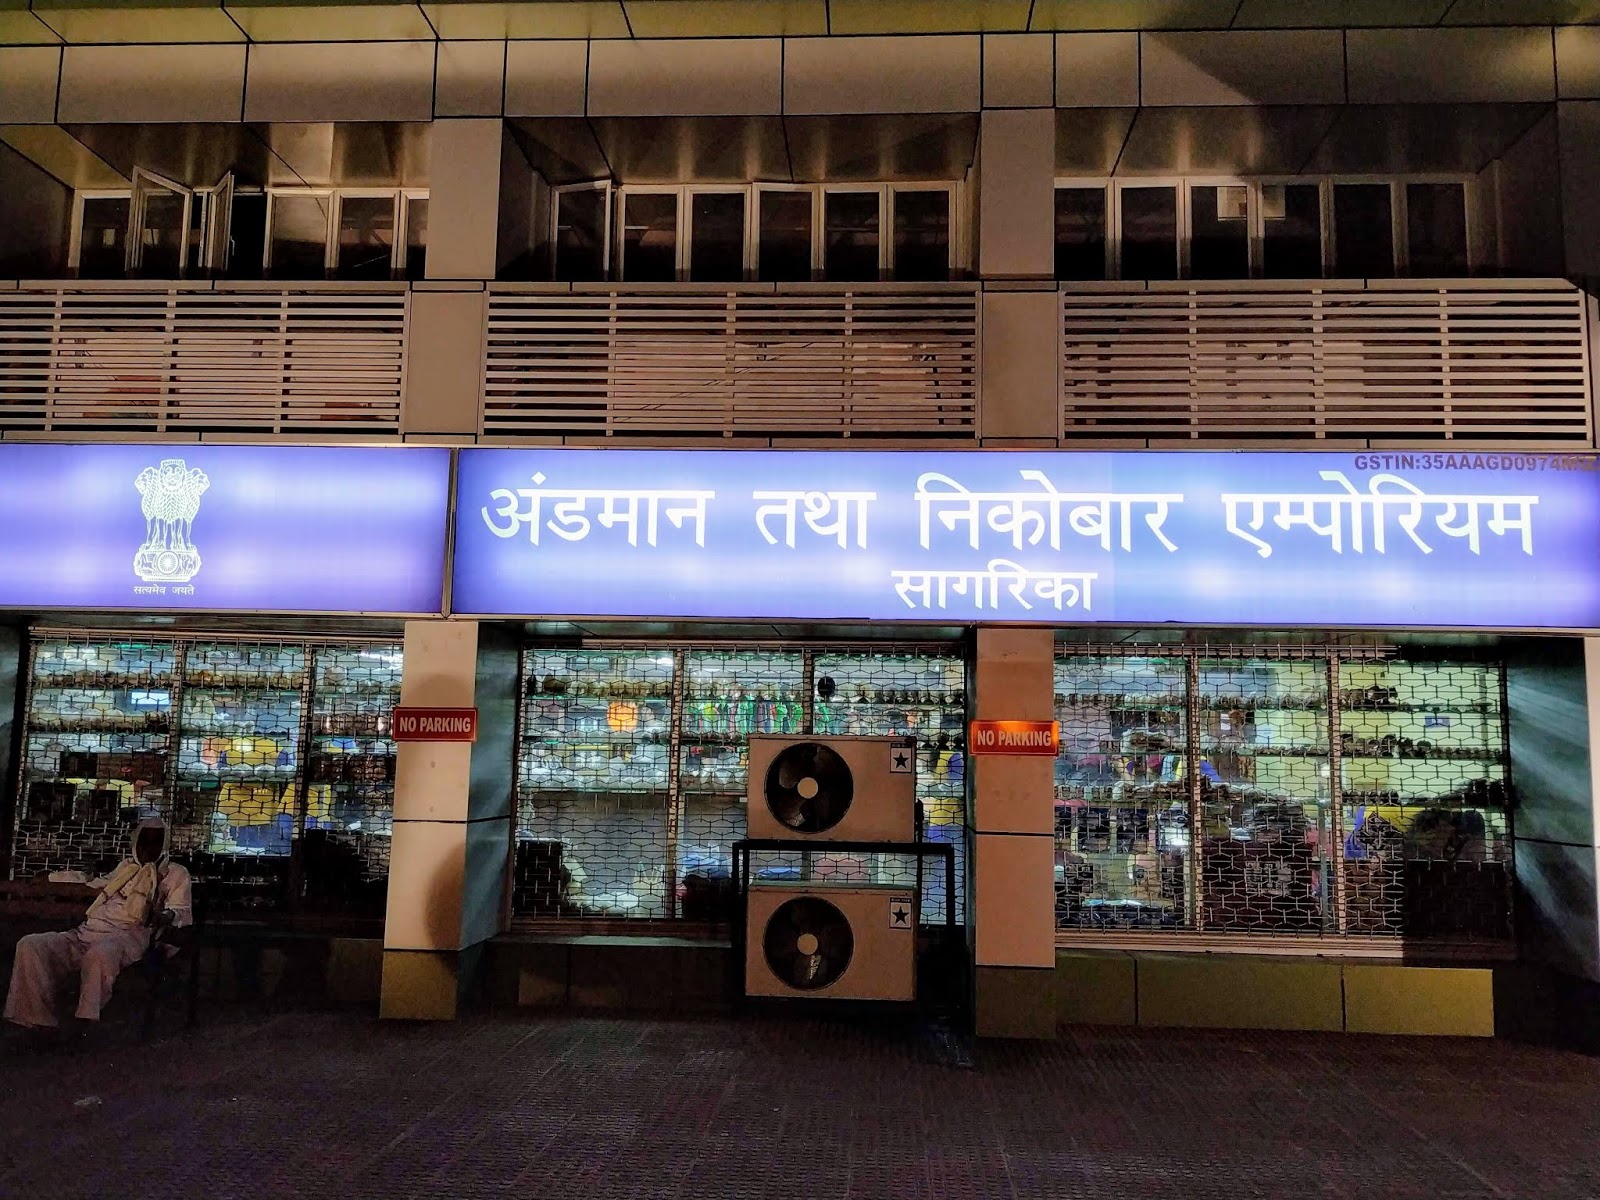 GSTIN:35AAAGD0974M
अंडमान तथा निकोबार एम्पोरियम
सागरिका
सत्यमेव जयते
NO PARKING
NO PARKING